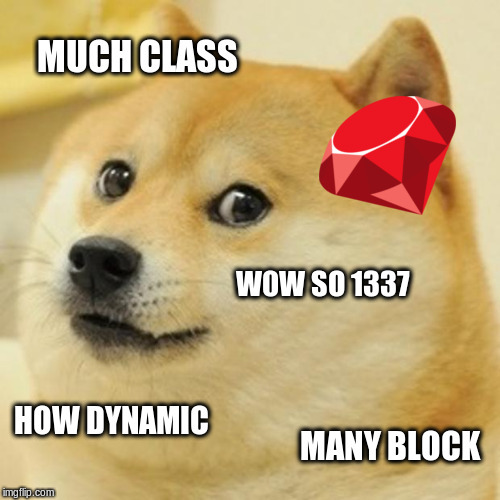 MUCH CLASS
WOW SO 1337
HOW DYNAMIC
MANY BLOCK
imgflip.com